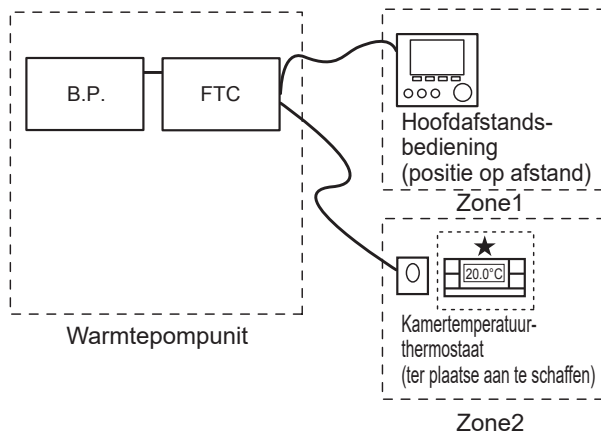 B.P.
FTC
Warmtepompunit
Hoofdafstands-
bediening
(positie op afstand)
Zone1
20.0°C
Kamertemperatuur-
thermostaat
(ter plaatse aan te schaffen)
Zone2